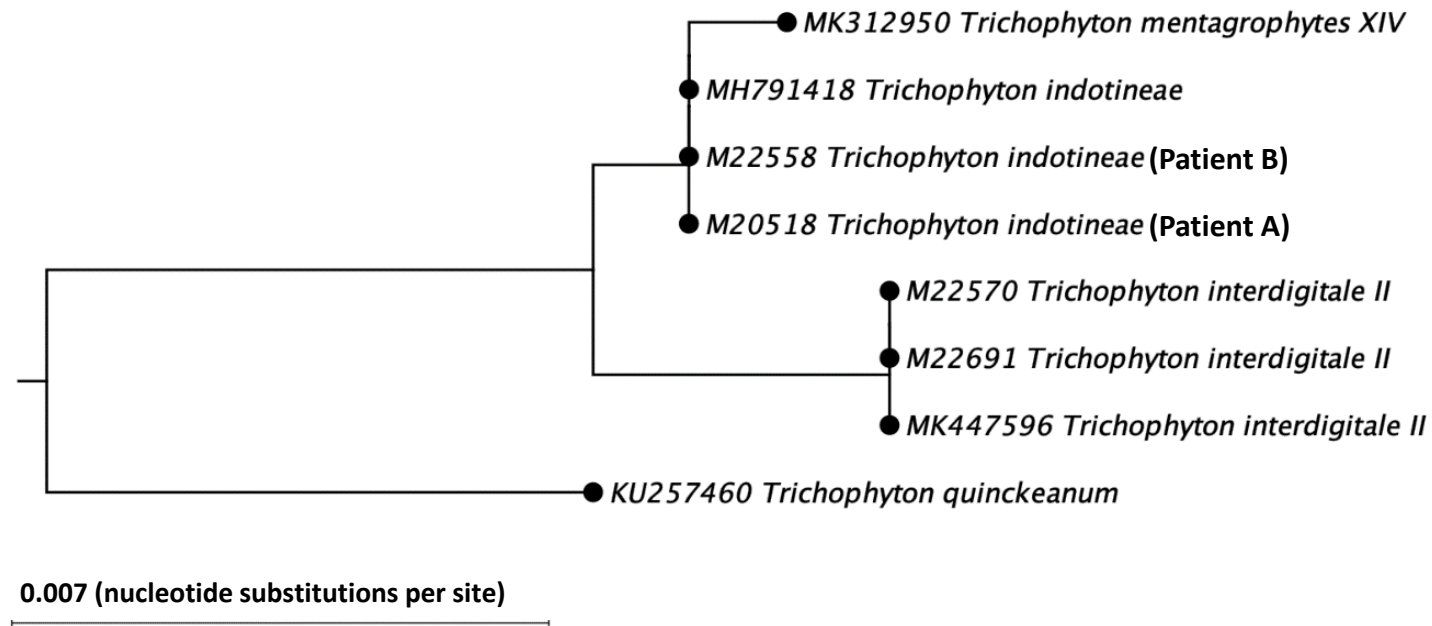 MK312950 Trichophyton mentagrophytes XIV
MH791418 Trichophyton indotineae
M22558 Trichophyton indotineae (Patient B)
M20518 Trichophyton indotineae (Patient A)
M22570 Trichophyton interdigitale II
M22691 Trichophyton interdigitale II
MK447596 Trichophyton interdigitale II
KU257460 Trichophyton quinckeanum
0.007 (nucleotide substitutions per site)